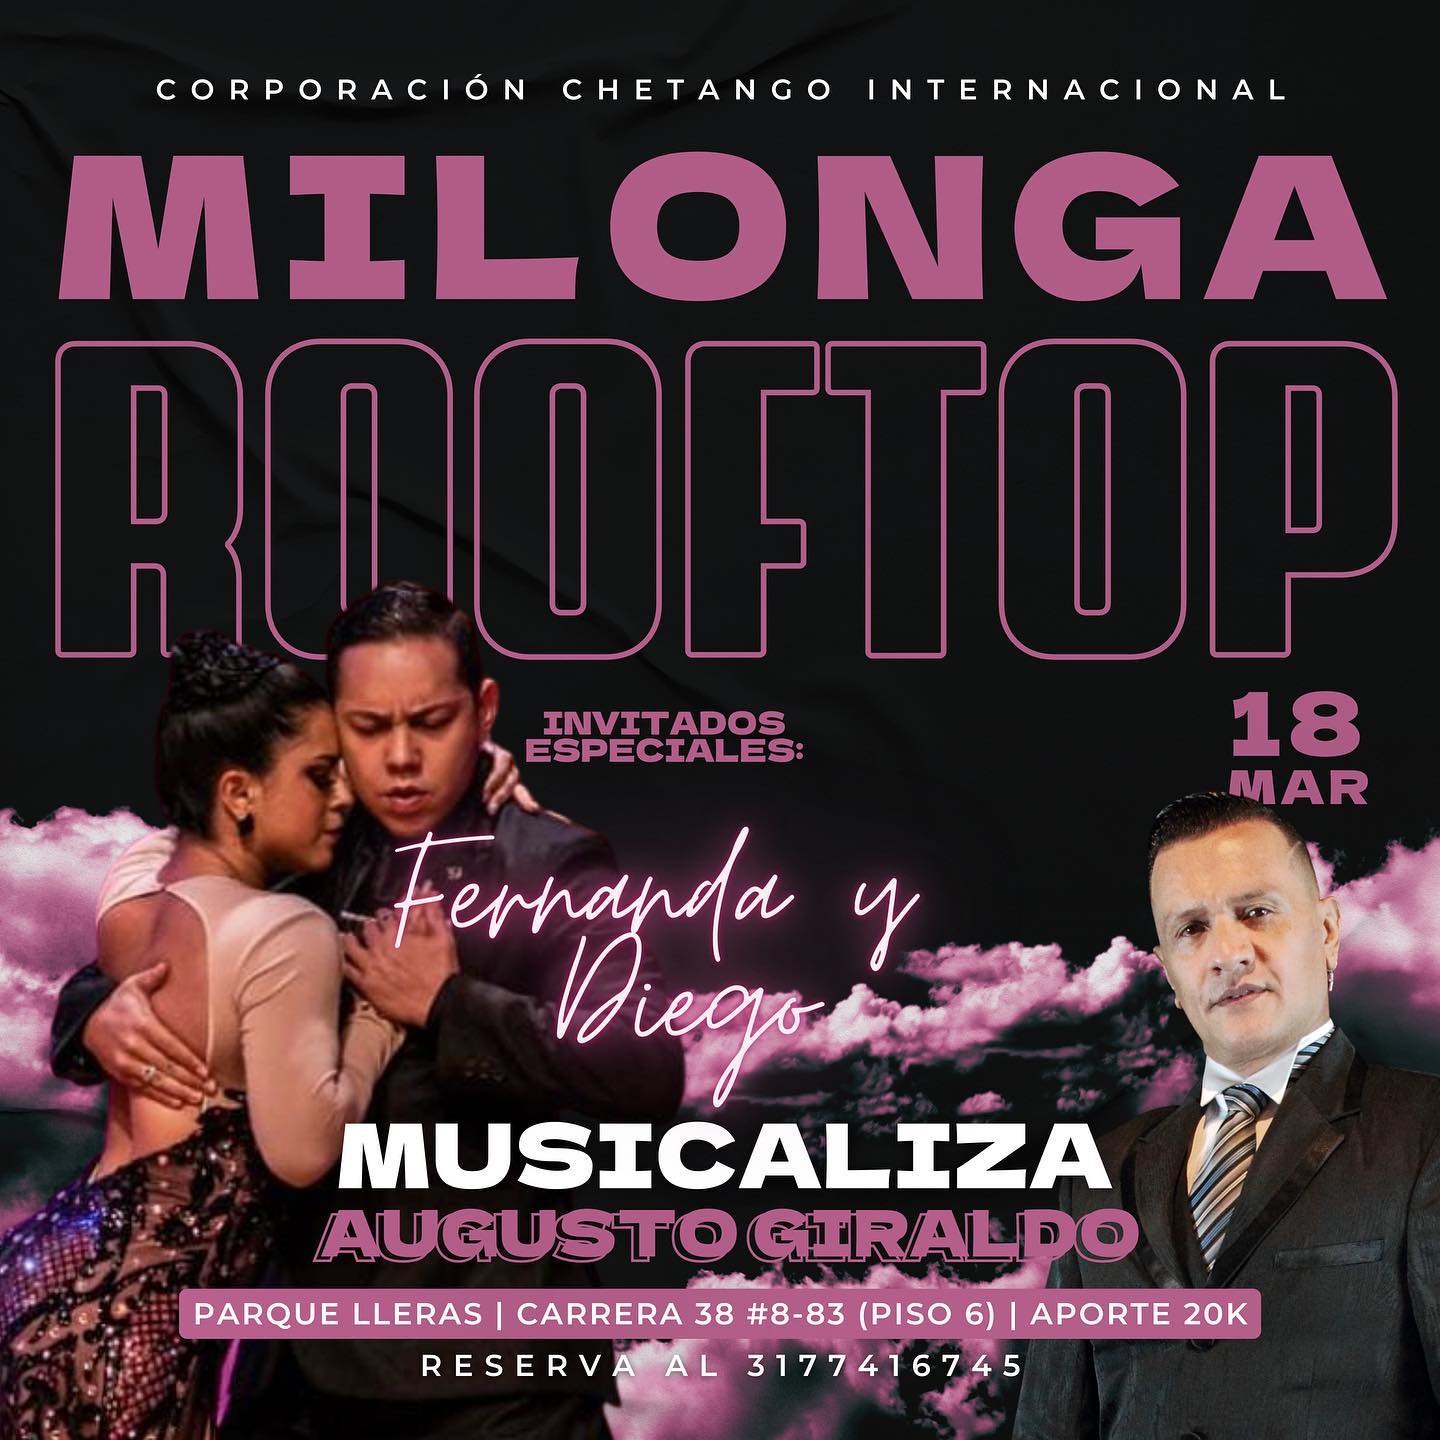 CORPORACIÓN CHETANGO INTERNACIONAL
MILONGA
ROOFTOP
INVITADOS
ESPECIALES:
18
MAR
Fernanda y
Diego
MUSICALIZA
AUGUSTO GIRALDO
PARQUE LLERAS | CARRERA 38 #8-83 (PISO 6) | APORTE 20K
RESERVA AL 3177416745